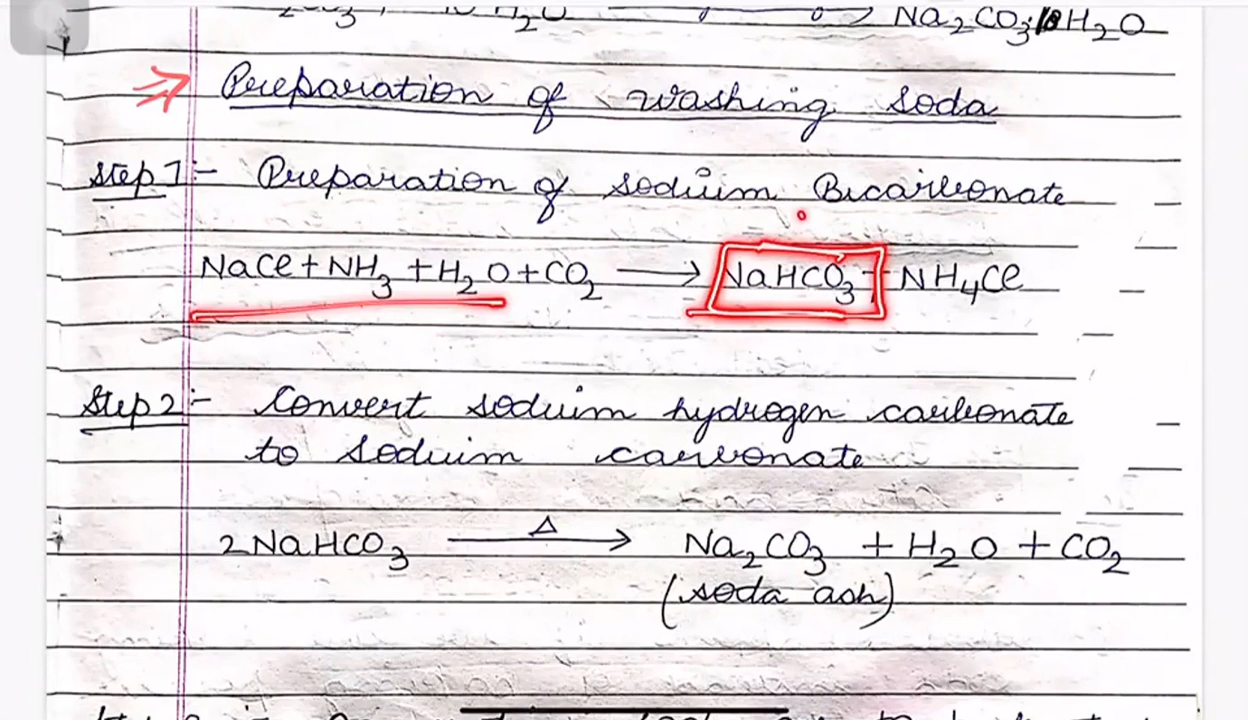 Na₂CO₃.10H₂O
Preparation of washing soda
Step 1:- Preparation of sodium Bicarbonate
NaCl + NH₃ + H₂O + CO₂ ⟶ NaHCO₃ + NH₄Cl
Step 2:- Convert sodium hydrogen carbonate
to sodium carbonate
2NaHCO₃ ⟶ Δ Na₂CO₃ + H₂O + CO₂
(soda ash)